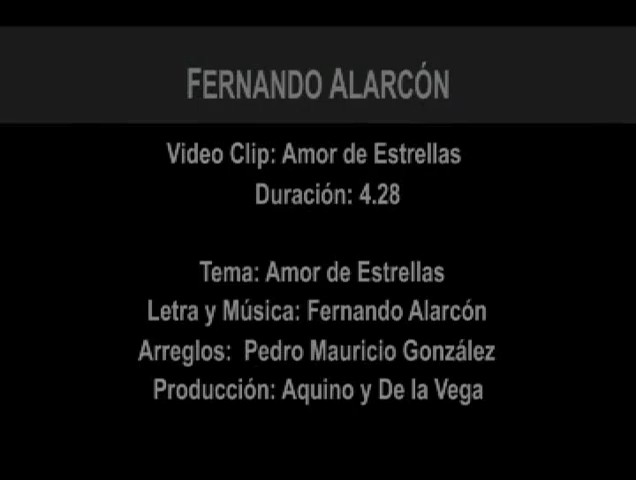 FERNANDO ALARCÓN
Video Clip: Amor de Estrellas
Duración: 4.28
Tema: Amor de Estrellas
Letra y Música: Fernando Alarcón
Arreglos: Pedro Mauricio González
Producción: Aquino y De la Vega